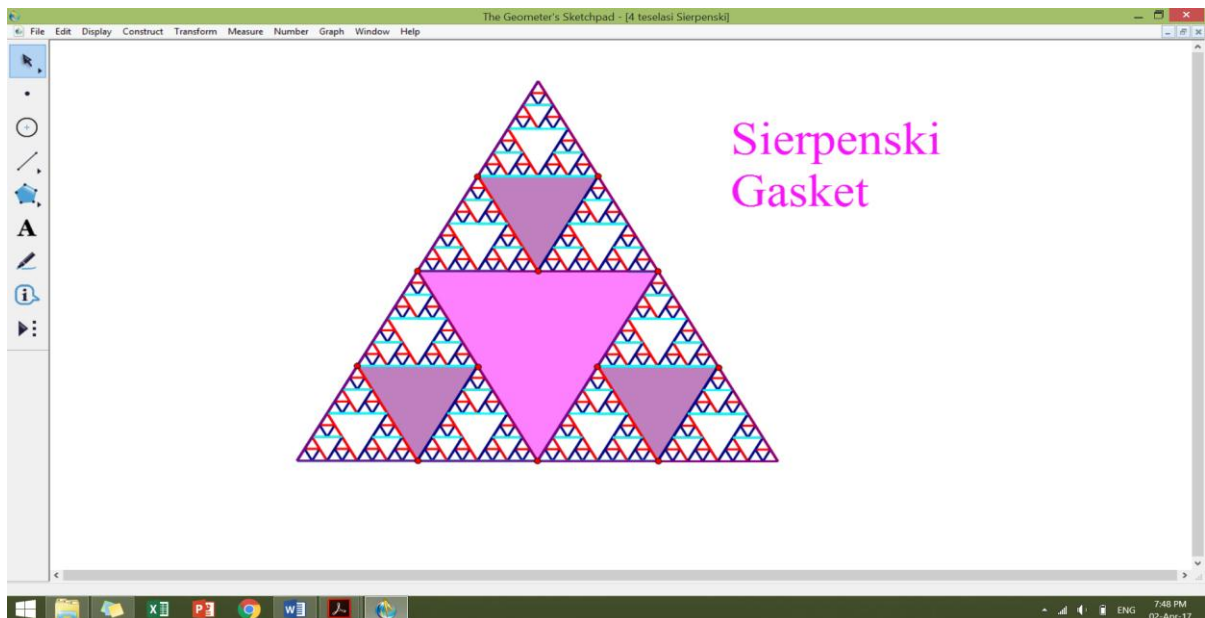 The Geometer's Sketchpad - [4 teselasi Sierpenski]
File Edit Display Construct Transform Measure Number Graph Window Help
Sierpenski
Gasket
A
i
ENG
7:48 PM
02-Apr-17